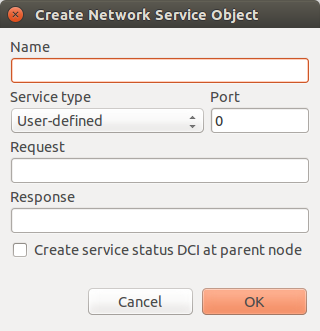 Create Network Service Object
Name
Service type Port
User-defined 0
Request
Response
Create service status DCI at parent node
Cancel OK